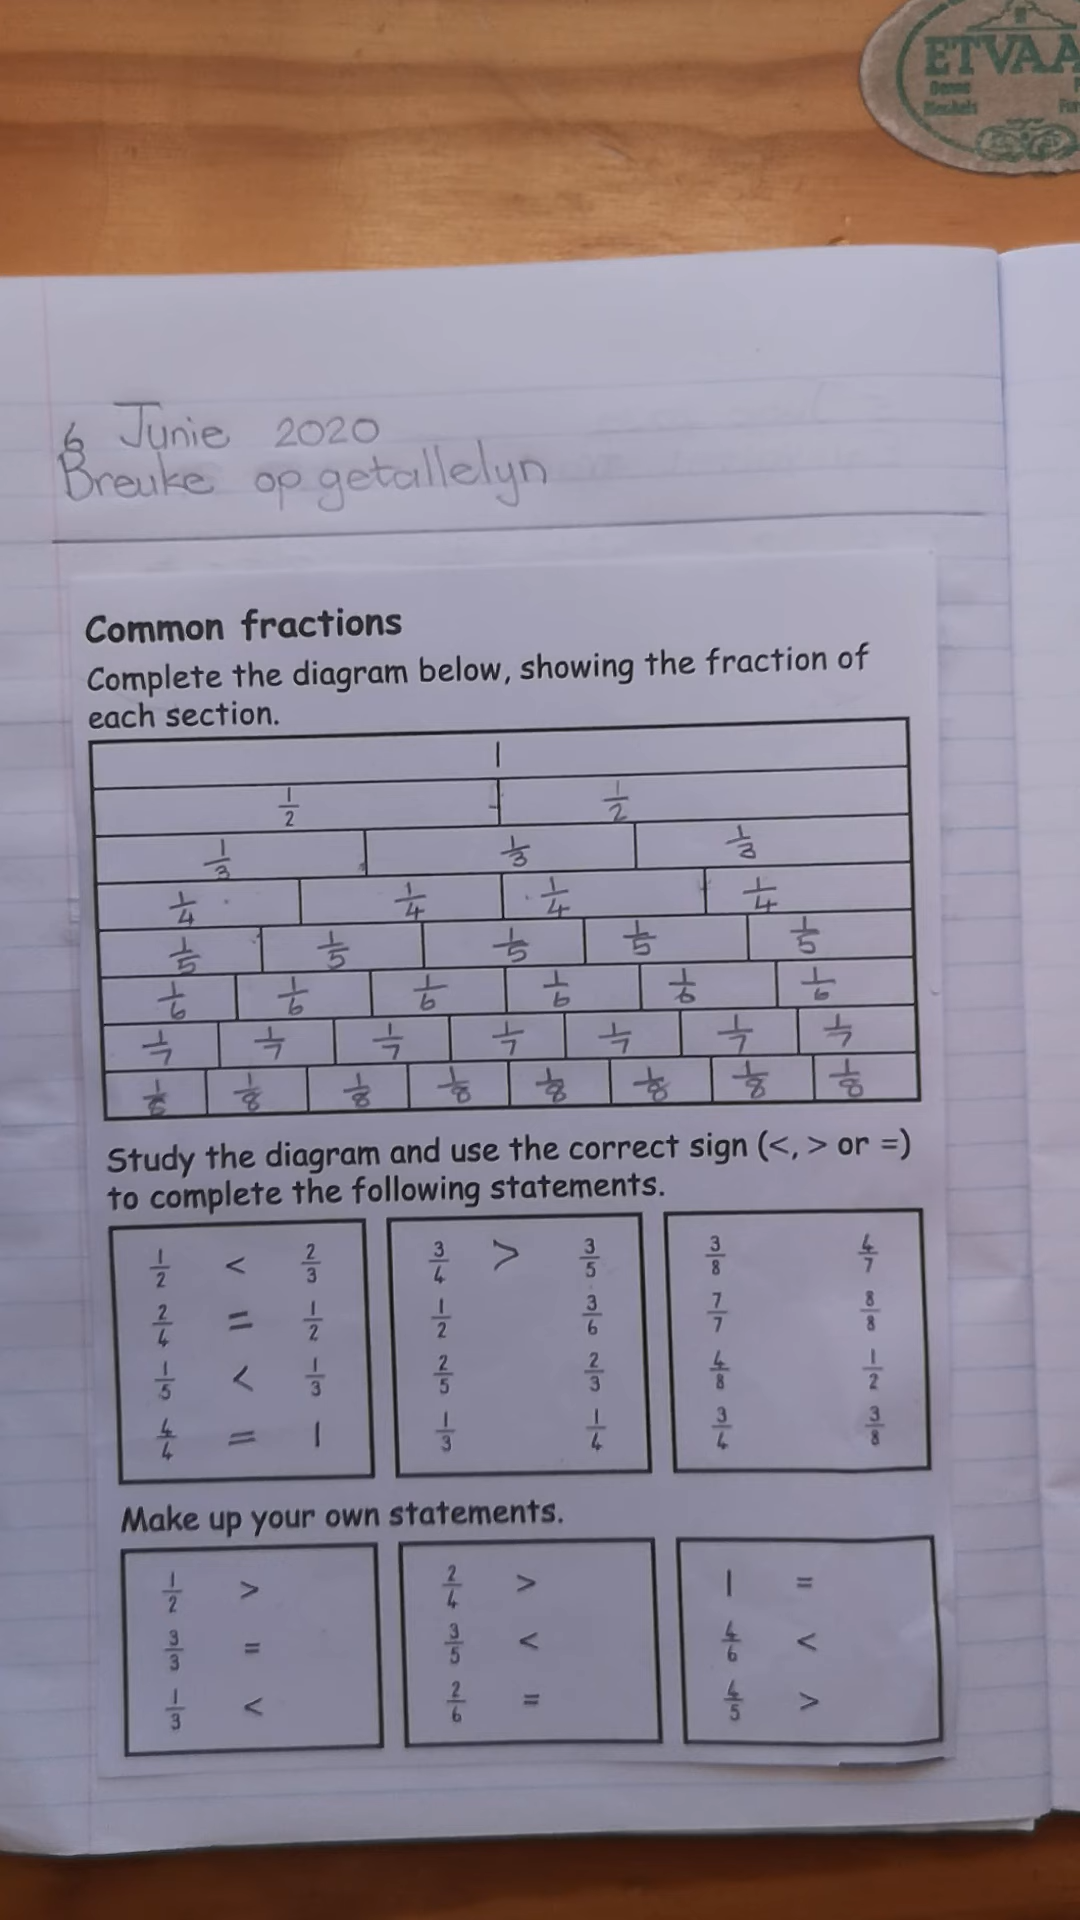 ETVAA
6 Junie 2020
Breuke op getallelyn
Common fractions
Complete the diagram below, showing the fraction of
each section.
1
1/2 1/2
1/3 1/3 1/3
1/4 1/4 1/4 1/4
1/5 1/5 1/5 1/5 1/5
1/6 1/6 1/6 1/6 1/6 1/6
1/7 1/7 1/7 1/7 1/7 1/7 1/7
1/8 1/8 1/8 1/8 1/8 1/8 1/8 1/8
Study the diagram and use the correct sign (<, > or =)
to complete the following statements.
1/2 < 2/3
2/4 = 1/2
1/5 < 1/3
4/4 = 1
3/4 > 3/5
1/2 3/6
2/5 2/3
1/3 1/4
3/8 4/7
7/7 8/8
4/8 1/2
3/4 3/8
Make up your own statements.
1/2 >
3/3 =
1/3 <
2/4 >
3/5 <
2/6 =
1 =
4/6 <
4/5 >